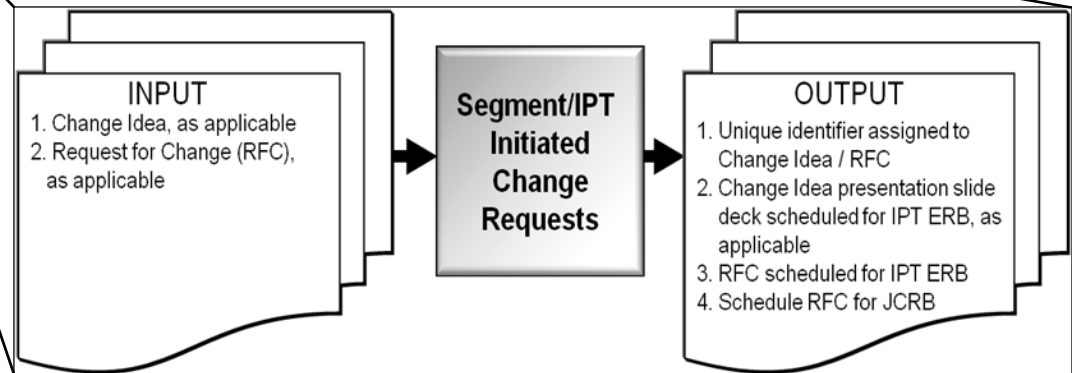 INPUT
1. Change Idea, as applicable
2. Request for Change (RFC),
as applicable
Segment/IPT
Initiated
Change
Requests
OUTPUT
1. Unique identifier assigned to
Change Idea / RFC
2. Change Idea presentation slide
deck scheduled for IPT ERB, as
applicable
3. RFC scheduled for IPT ERB
4. Schedule RFC for JCRB